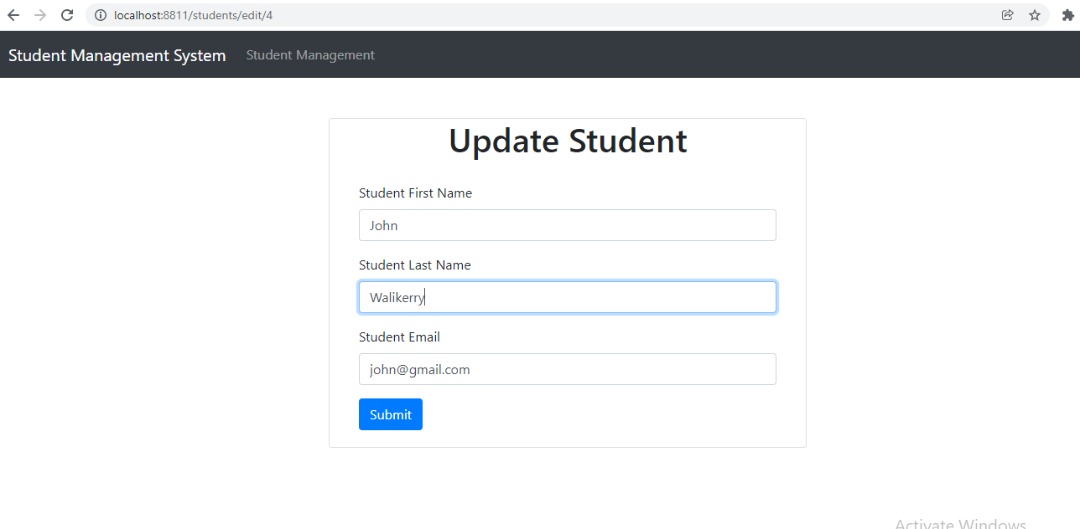 localhost:8811/students/edit/4
Student Management System Student Management
Update Student
Student First Name
John
Student Last Name
Walikerry
Student Email
john@gmail.com
Submit
Activate Windows